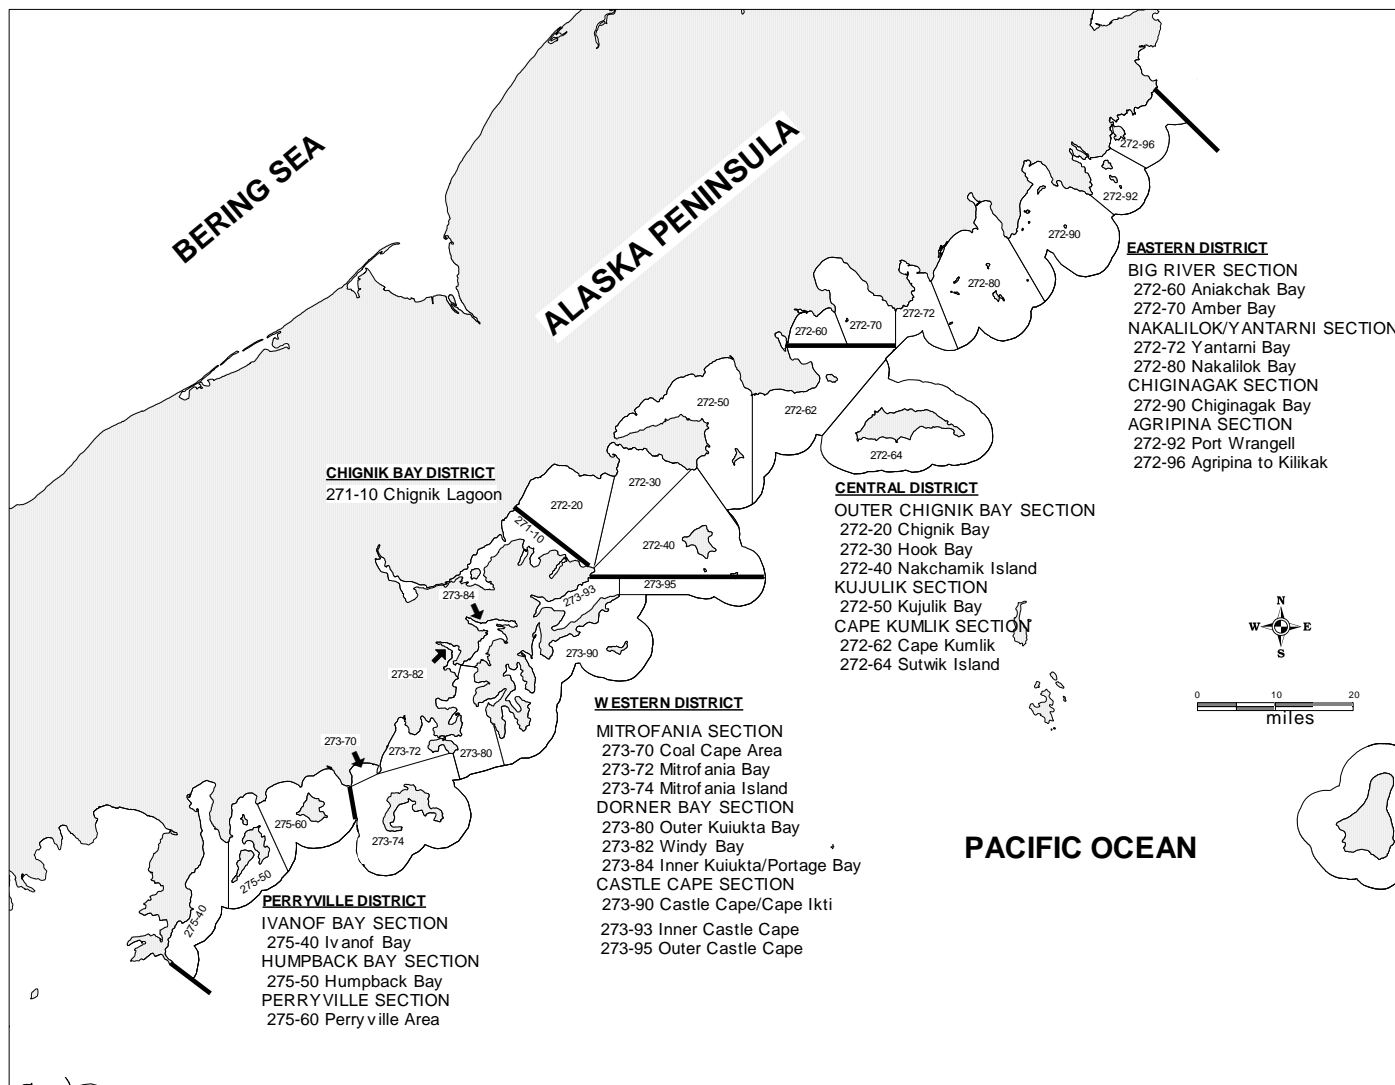 BERING SEA
ALASKA PENINSULA
272-96
272-92
272-90
272-80
272-72
272-70
272-60
272-62
272-64
272-50
272-30
272-20
272-40
271-10
273-95
273-93
273-84
273-90
273-82
273-80
273-72
273-70
273-74
275-60
275-50
275-40
EASTERN DISTRICT
BIG RIVER SECTION
272-60 Aniakchak Bay
272-70 Amber Bay
NAKALILOK/YANTARNI SECTION
272-72 Yantarni Bay
272-80 Nakalilok Bay
CHIGINAGAK SECTION
272-90 Chiginagak Bay
AGRIPINA SECTION
272-92 Port Wrangell
272-96 Agripina to Kilikak
CHIGNIK BAY DISTRICT
271-10 Chignik Lagoon
CENTRAL DISTRICT
OUTER CHIGNIK BAY SECTION
272-20 Chignik Bay
272-30 Hook Bay
272-40 Nakchamik Island
KUJULIK SECTION
272-50 Kujulik Bay
CAPE KUMLIK SECTION
272-62 Cape Kumlik
272-64 Sutwik Island
WESTERN DISTRICT
MITROFANIA SECTION
273-70 Coal Cape Area
273-72 Mitrofania Bay
273-74 Mitrofania Island
DORNER BAY SECTION
273-80 Outer Kuiukta Bay
273-82 Windy Bay
273-84 Inner Kuiukta/Portage Bay
CASTLE CAPE SECTION
273-90 Castle Cape/Cape Ikti
273-93 Inner Castle Cape
273-95 Outer Castle Cape
PERRYVILLE DISTRICT
IVANOF BAY SECTION
275-40 Ivanof Bay
HUMPBACK BAY SECTION
275-50 Humpback Bay
PERRYVILLE SECTION
275-60 Perryville Area
N
W E
S
0 10 20
miles
PACIFIC OCEAN